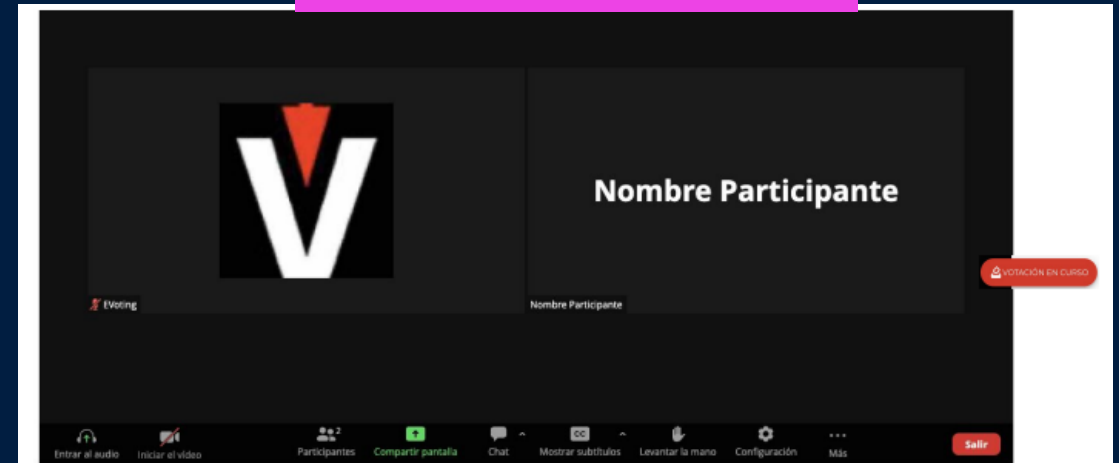 Nombre Participante
VOTACIÓN EN CURSO
EVoting
Nombre Participante
Entrar al audio
Iniciar el vídeo
Participantes
2
Compartir pantalla
Chat
CC
Mostrar subtítulos
Levantar la mano
Configuración
Más
Salir